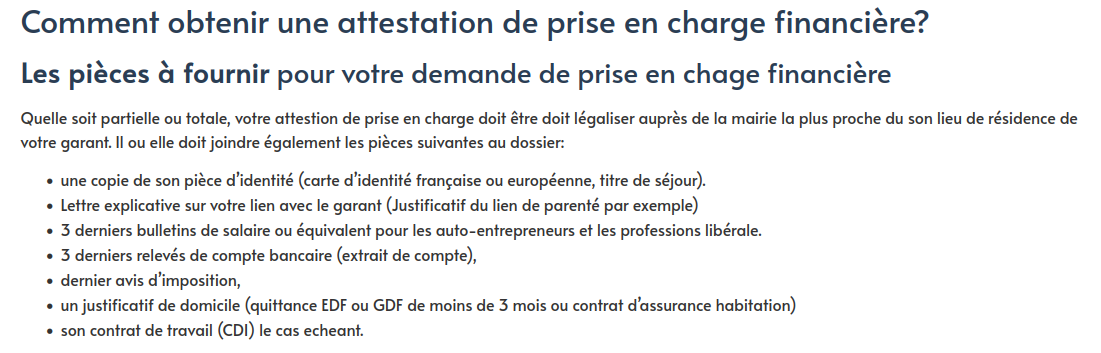 Comment obtenir une attestation de prise en charge financière?
Les pièces à fournir pour votre demande de prise en chage financière
Quelle soit partielle ou totale, votre attestion de prise en charge doit être doit légaliser auprès de la mairie la plus proche du son lieu de résidence de
votre garant. Il ou elle doit joindre également les pièces suivantes au dossier:
• une copie de son pièce d’identité (carte d’identité française ou européenne, titre de séjour).
• Lettre explicative sur votre lien avec le garant (Justificatif du lien de parenté par exemple)
• 3 derniers bulletins de salaire ou équivalent pour les auto-entrepreneurs et les professions libérale.
• 3 derniers relevés de compte bancaire (extrait de compte),
• dernier avis d’imposition,
• un justificatif de domicile (quittance EDF ou GDF de moins de 3 mois ou contrat d’assurance habitation)
• son contrat de travail (CDI) le cas echeant.